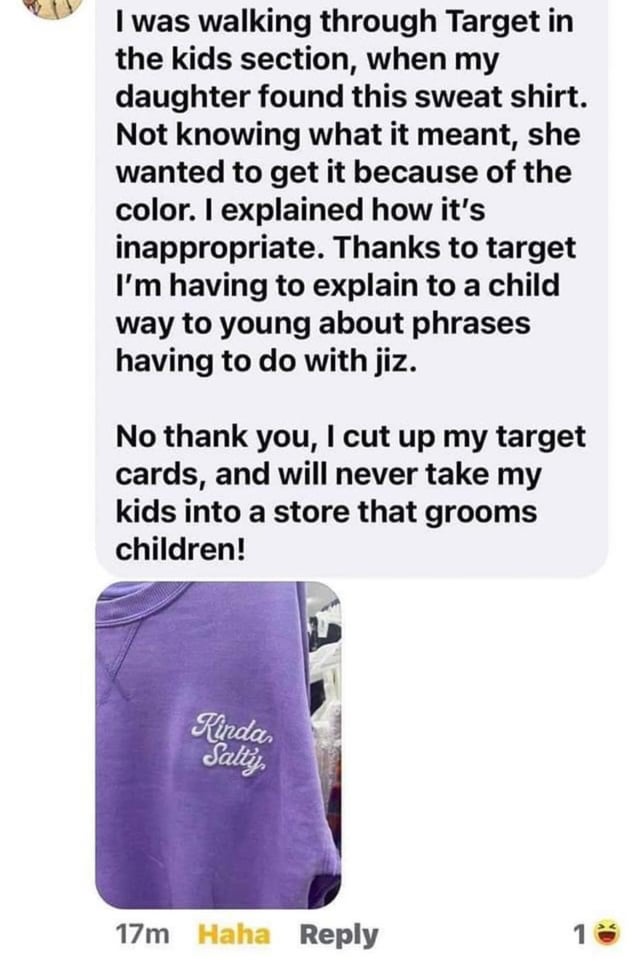 I was walking through Target in
the kids section, when my
daughter found this sweat shirt.
Not knowing what it meant, she
wanted to get it because of the
color. I explained how it's
inappropriate. Thanks to target
I'm having to explain to a child
way to young about phrases
having to do with jiz.
No thank you, I cut up my target
cards, and will never take my
kids into a store that grooms
children!
Kinda
Salty
17m Haha Reply 1